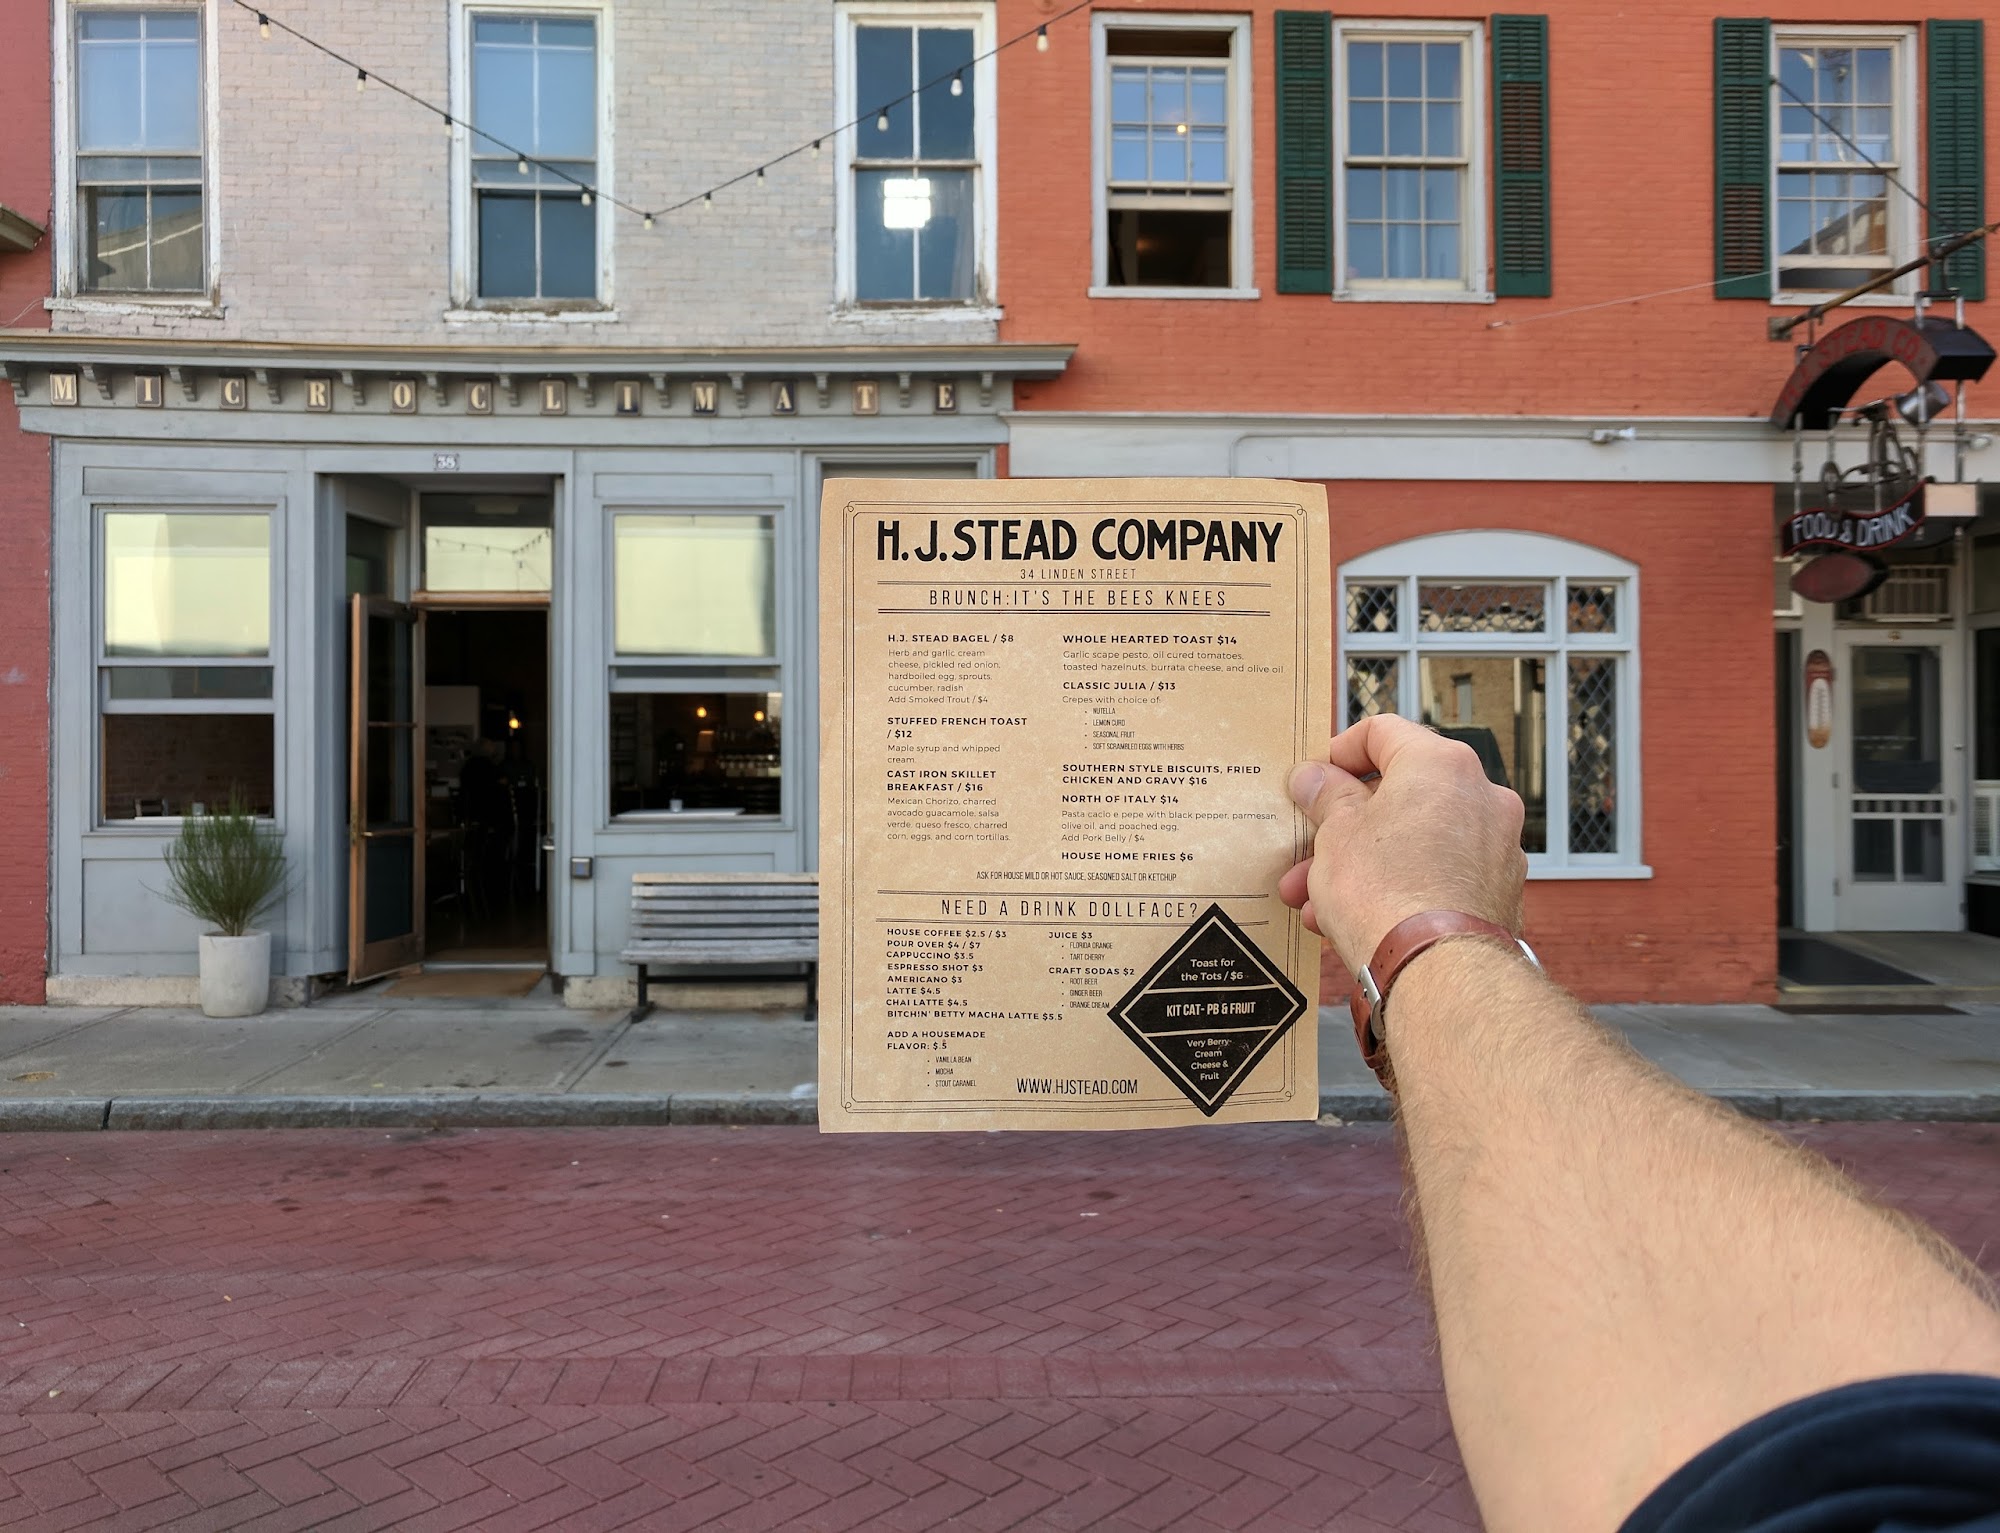 MICROCLIMATE
38
STEAD CO.
FOOD & DRINK
H.J. STEAD COMPANY
34 LINDEN STREET
BRUNCH: IT'S THE BEES KNEES
H.J. STEAD BAGEL / $8
Herb and garlic cream
cheese, pickled red onion,
hardboiled egg, sprouts,
cucumber, radish
Add Smoked Trout / $4
STUFFED FRENCH TOAST
/ $12
Maple syrup and whipped
cream.
CAST IRON SKILLET
BREAKFAST / $16
Mexican Chorizo, charred
avocado guacamole, salsa
verde, queso fresco, charred
corn, eggs, and corn tortillas.
WHOLE HEARTED TOAST $14
Garlic scape pesto, oil cured tomatoes,
toasted hazelnuts, burrata cheese, and olive oil
CLASSIC JULIA / $13
Crepes with choice of:
• NUTELLA
• LEMON CURD
• SEASONAL FRUIT
• SOFT SCRAMBLED EGGS WITH HERBS
SOUTHERN STYLE BISCUITS, FRIED
CHICKEN AND GRAVY $16
NORTH OF ITALY $14
Pasta cacio e pepe with black pepper, parmesan,
olive oil, and poached egg.
Add Pork Belly / $4
HOUSE HOME FRIES $6
ASK FOR HOUSE MILD OR HOT SAUCE, SEASONED SALT OR KETCHUP
NEED A DRINK DOLLFACE?
HOUSE COFFEE $2.5 / $3
POUR OVER $4 / $7
CAPPUCCINO $3.5
ESPRESSO SHOT $3
AMERICANO $3
LATTE $4.5
CHAI LATTE $4.5
BITCH!N' BETTY MACHA LATTE $5.5
ADD A HOUSEMADE
FLAVOR: $.5
• VANILLA BEAN
• MOCHA
• STOUT CARAMEL
JUICE $3
• FLORIDA ORANGE
• TART CHERRY
CRAFT SODAS $2
• ROOT BEER
• GINGER BEER
• ORANGE CREAM
Toast for
the Tots / $6
KIT CAT- PB & FRUIT
Very Berry-
Cream
Cheese &
Fruit
WWW.HJSTEAD.COM